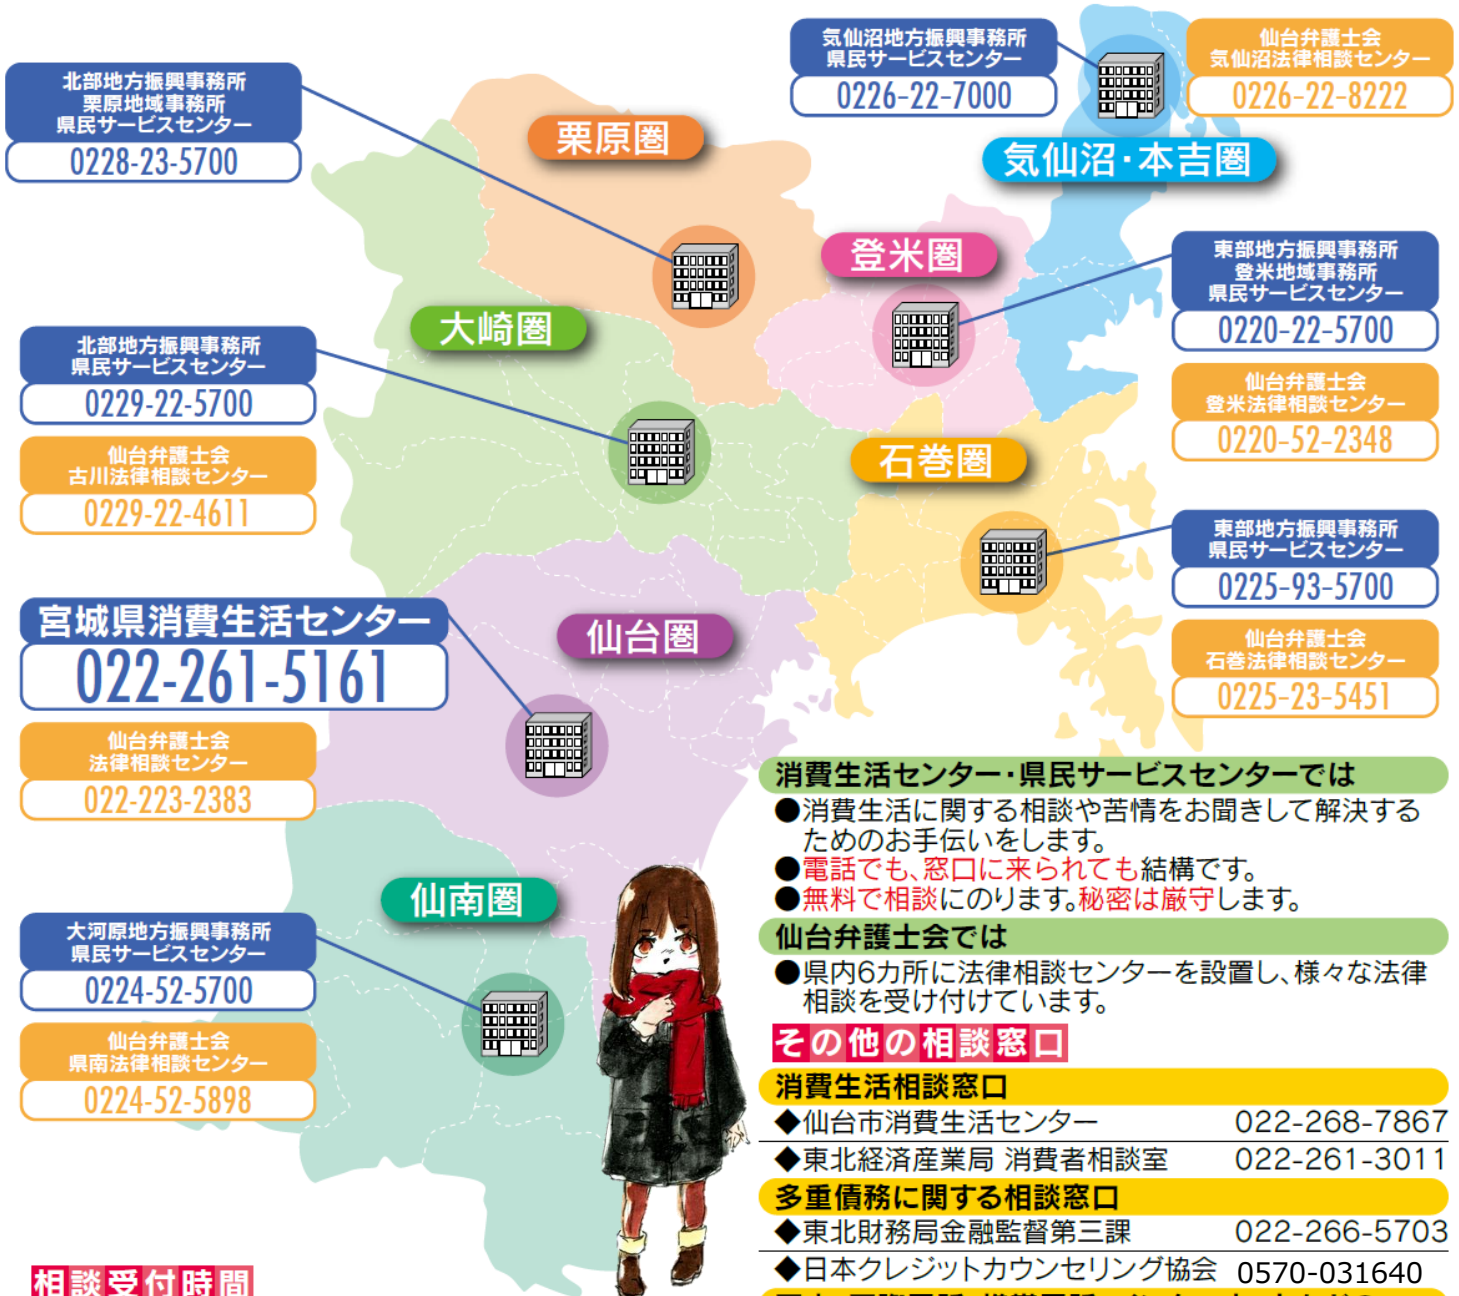 気仙沼地方振興事務所
県民サービスセンター
0226-22-7000
仙台弁護士会
気仙沼法律相談センター
0226-22-8222
北部地方振興事務所
栗原地域事務所
県民サービスセンター
0228-23-5700
栗原圏
気仙沼・本吉圏
登米圏
東部地方振興事務所
登米地域事務所
県民サービスセンター
0220-22-5700
大崎圏
北部地方振興事務所
県民サービスセンター
0229-22-5700
仙台弁護士会
登米法律相談センター
0220-52-2348
仙台弁護士会
古川法律相談センター
0229-22-4611
石巻圏
東部地方振興事務所
県民サービスセンター
0225-93-5700
宮城県消費生活センター
022-261-5161
仙台圏
仙台弁護士会
石巻法律相談センター
0225-23-5451
仙台弁護士会
法律相談センター
022-223-2383
仙南圏
大河原地方振興事務所
県民サービスセンター
0224-52-5700
仙台弁護士会
県南法律相談センター
0224-52-5898
消費生活センター・県民サービスセンターでは
●消費生活に関する相談や苦情をお聞きして解決する
ためのお手伝いをします。
●電話でも、窓口に来られても結構です。
●無料で相談にのります。秘密は厳守します。
仙台弁護士会では
●県内6カ所に法律相談センターを設置し、様々な法律
相談を受け付けています。
その他の相談窓口
消費生活相談窓口
◆仙台市消費生活センター 022-268-7867
◆東北経済産業局 消費者相談室 022-261-3011
多重債務に関する相談窓口
◆東北財務局金融監督第三課 022-266-5703
◆日本クレジットカウンセリング協会 0570-031640
相談受付時間